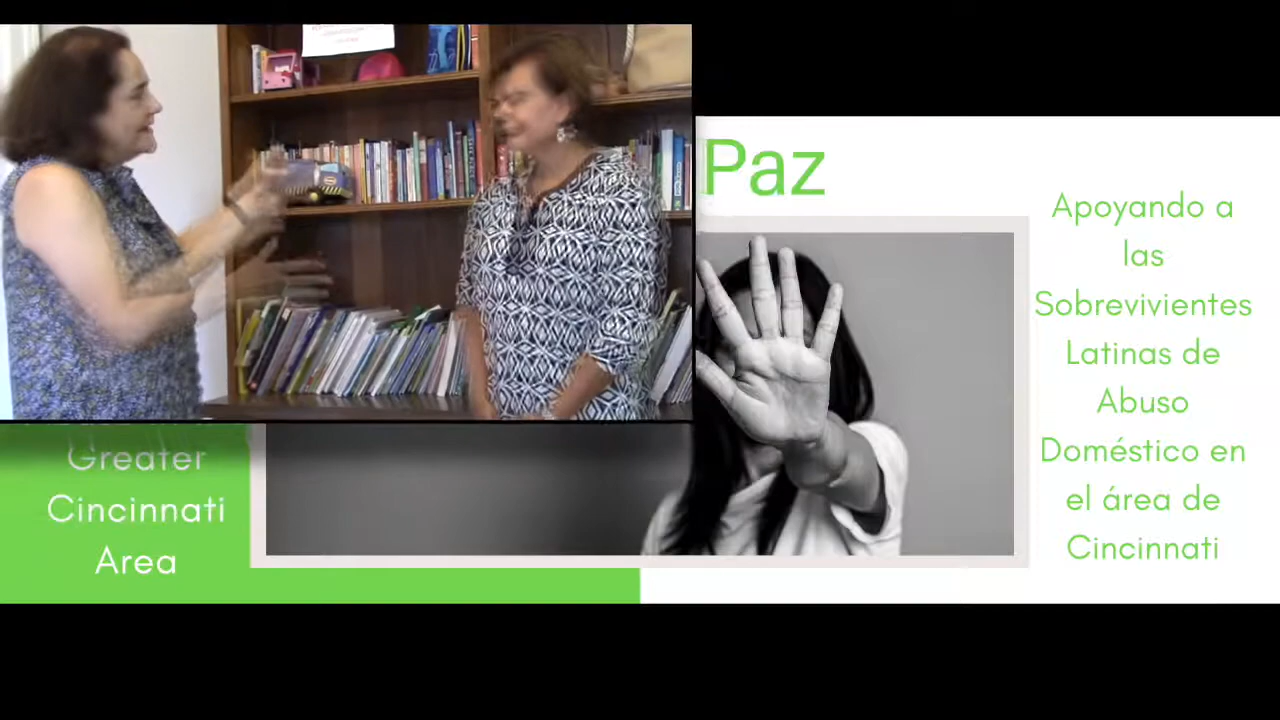 Paz
Apoyando a
las
Sobrevivientes
Latinas de
Abuso
Doméstico en
el área de
Cincinnati
Greater
Cincinnati
Area